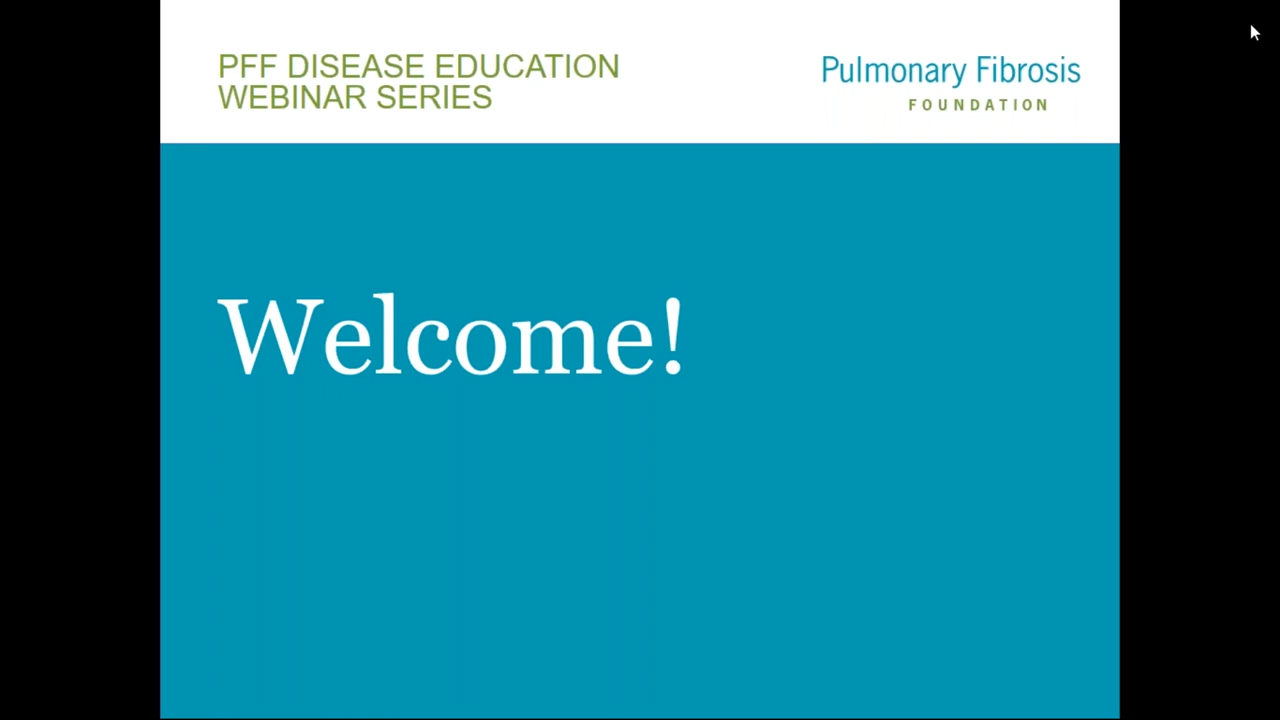 PFF DISEASE EDUCATION
WEBINAR SERIES
Pulmonary Fibrosis
FOUNDATION
Welcome!